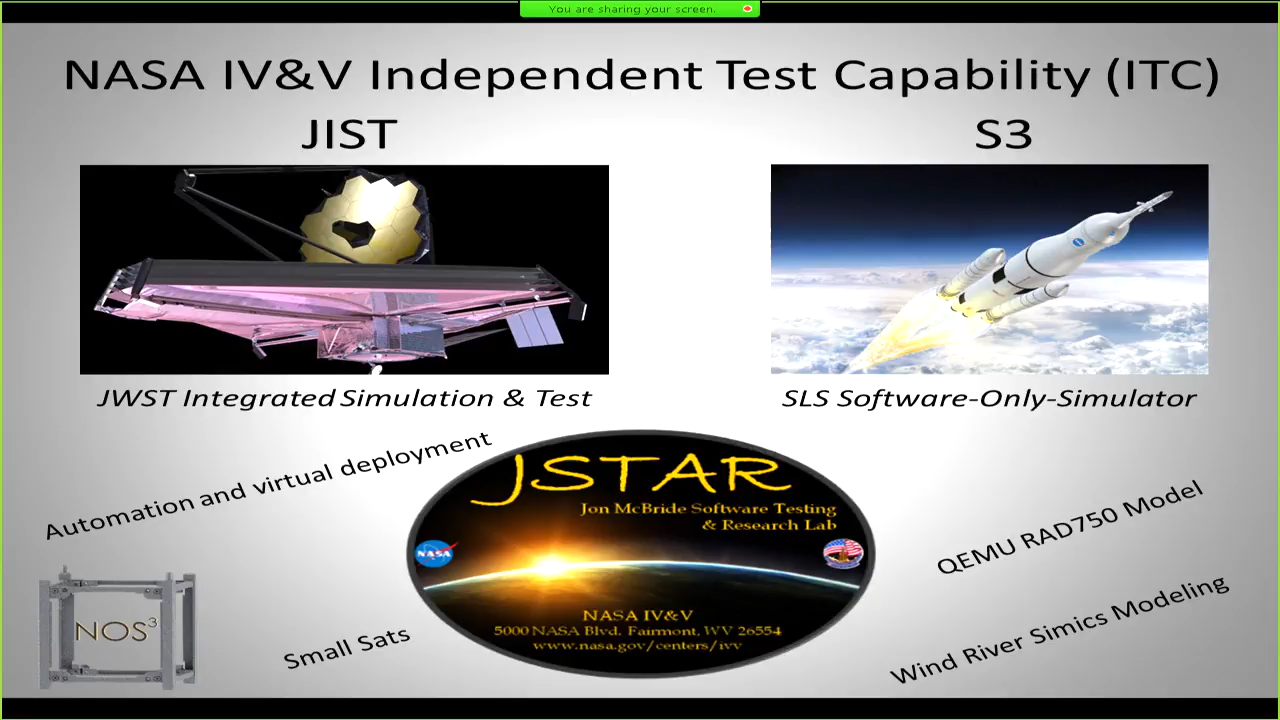 You are sharing your screen.
NASA IV&V Independent Test Capability (ITC)
JIST
S3
JWST Integrated Simulation & Test
SLS Software-Only-Simulator
Automation and virtual deployment
JSTAR
Jon McBride Software Testing
& Research Lab
NASA
NASA IV&V
5000 NASA Blvd. Fairmont, WV 26554
www.nasa.gov/centers/ivv
QEMU RAD750 Model
Wind River Simics Modeling
NOS³
Small Sats